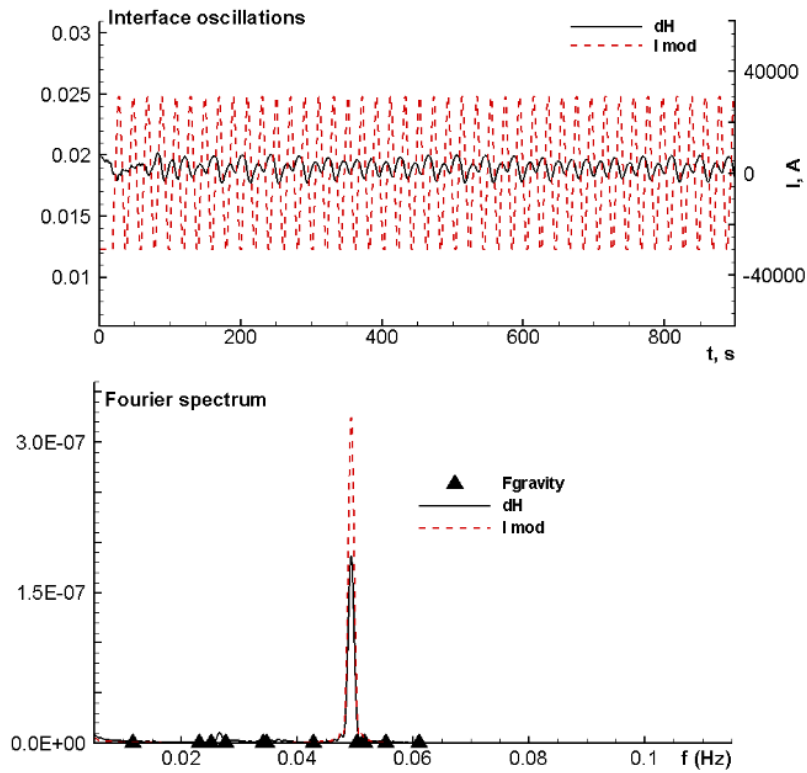 Interface oscillations
dH
I mod
0.03
0.025
0.02
0.015
0.01
40000
0
-40000
I, A
0
200
400
600
800
t, s
Fourier spectrum
3.0E-07
1.5E-07
0.0E+00
Fgravity
dH
I mod
0.02
0.04
0.06
0.08
0.1
f (Hz)